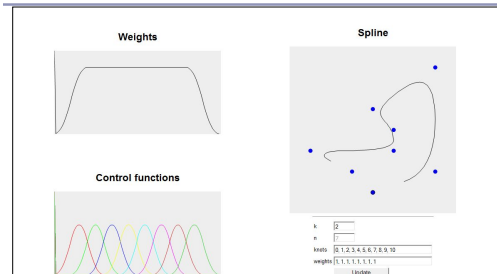 Weights
Spline
Control functions
k 2
n
knots 0, 1, 2, 3, 4, 5, 6, 7, 8, 9, 10
weights 1, 1, 1, 1, 1, 1, 1, 1
Update